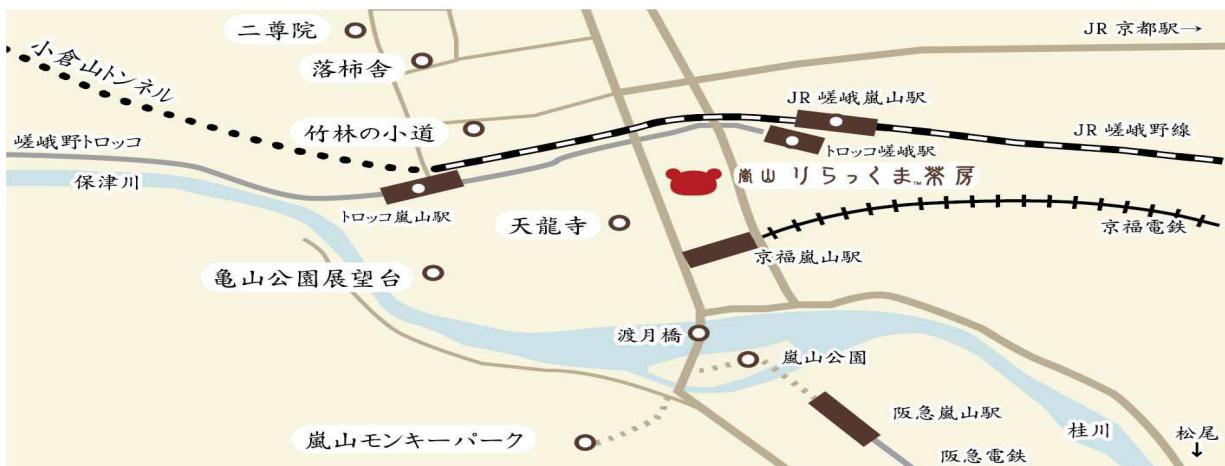 二尊院
JR 京都駅→
落柿舎
小倉山トンネル
JR 嵯峨嵐山駅
竹林の小道
嵯峨野トロッコ
トロッコ嵯峨駅
JR 嵯峨野線
保津川
嵐山 りらっくま™茶房
トロッコ嵐山駅
天龍寺
京福電鉄
京福嵐山駅
亀山公園展望台
渡月橋
嵐山公園
阪急嵐山駅
嵐山モンキーパーク
桂川
松尾
↓
阪急電鉄